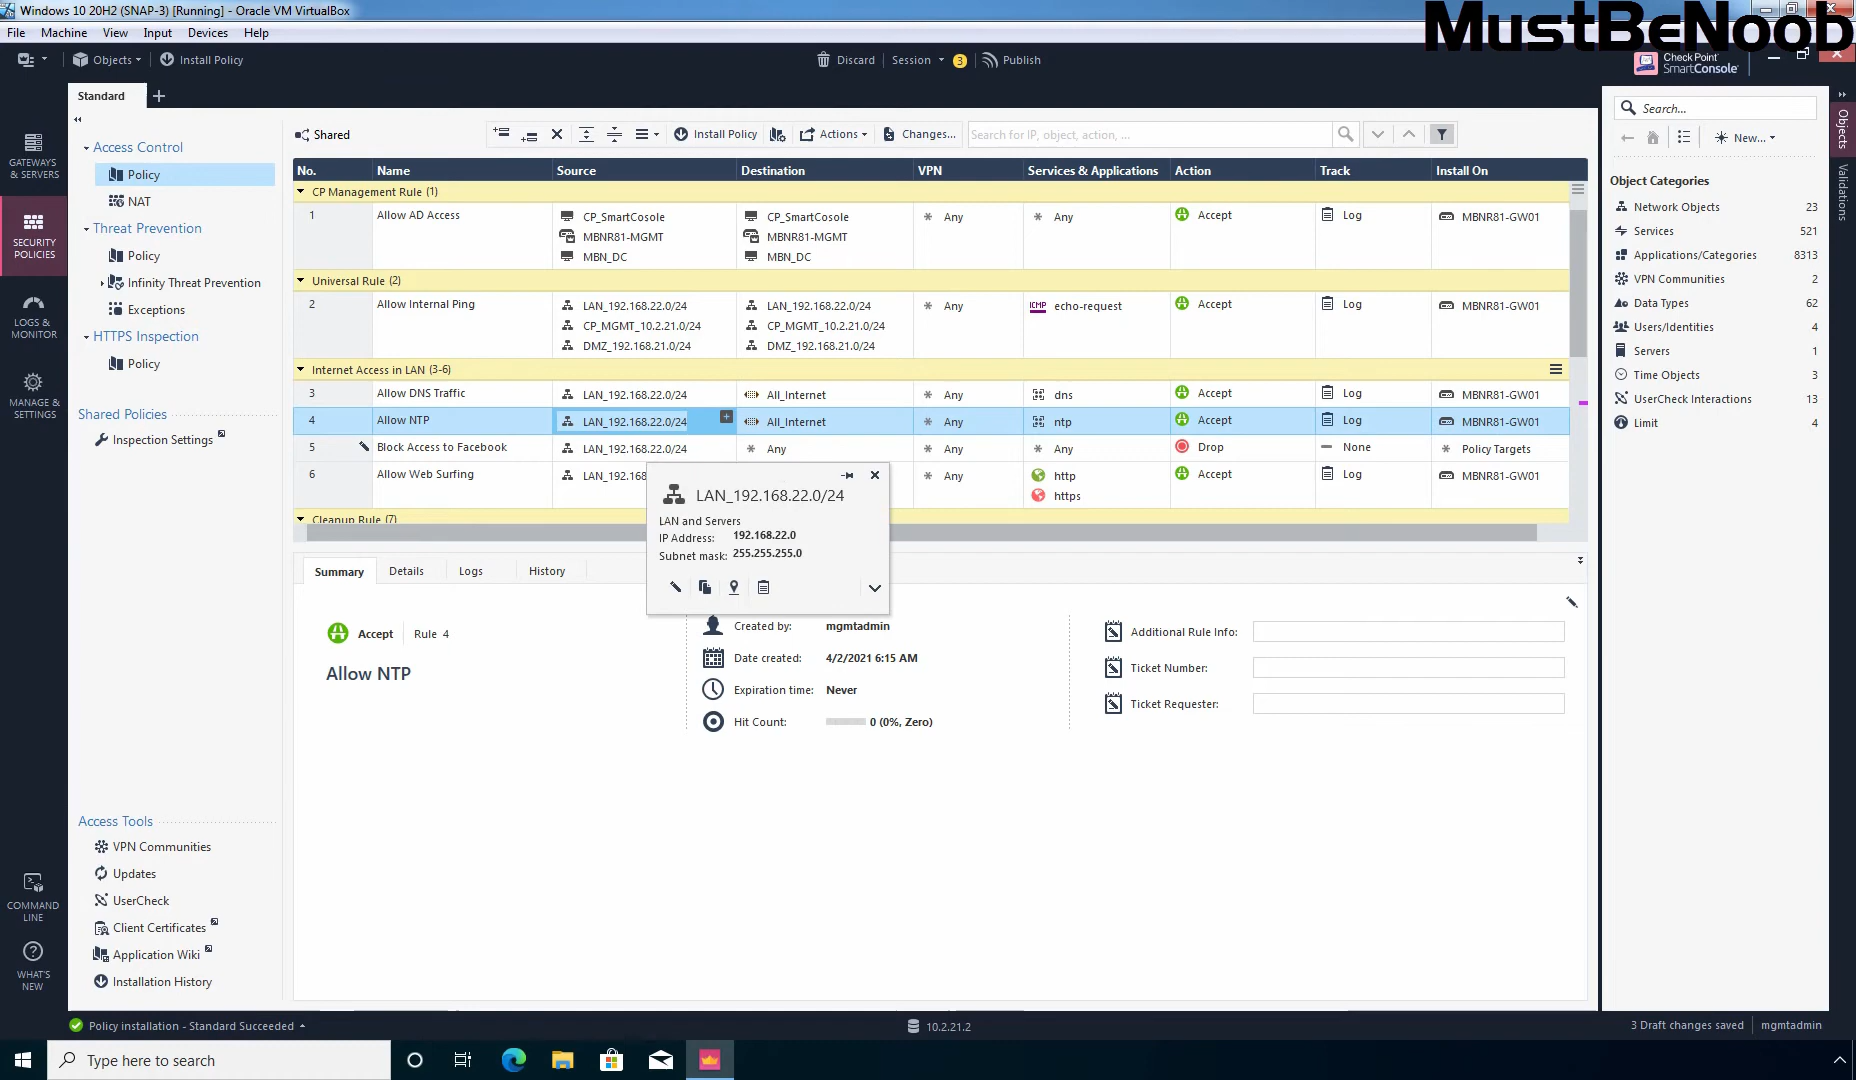 Windows 10 20H2 (SNAP-3) [Running] - Oracle VM VirtualBox
MustBeNoob
File Machine View Input Devices Help
Objects Install Policy Discard Session 3 Publish Check Point SmartConsole
Standard
Search...
New...
GATEWAYS & SERVERS
SECURITY POLICIES
LOGS & MONITOR
MANAGE & SETTINGS
COMMAND LINE
WHAT'S NEW
Access Control
Policy
NAT
Threat Prevention
Policy
Infinity Threat Prevention
Exceptions
HTTPS Inspection
Policy
Shared Policies
Inspection Settings
Access Tools
VPN Communities
Updates
UserCheck
Client Certificates
Application Wiki
Installation History
Shared Install Policy Actions Changes... Search for IP, object, action, ...
No. Name Source Destination VPN Services & Applications Action Track Install On
CP Management Rule (1)
1 Allow AD Access CP_SmartCosole CP_SmartCosole Any Any Accept Log MBNR81-GW01
MBNR81-MGMT MBNR81-MGMT
MBN_DC MBN_DC
Universal Rule (2)
2 Allow Internal Ping LAN_192.168.22.0/24 LAN_192.168.22.0/24 Any ICMP echo-request Accept Log MBNR81-GW01
CP_MGMT_10.2.21.0/24 CP_MGMT_10.2.21.0/24
DMZ_192.168.21.0/24 DMZ_192.168.21.0/24
Internet Access in LAN (3-6)
3 Allow DNS Traffic LAN_192.168.22.0/24 All_Internet Any dns Accept Log MBNR81-GW01
4 Allow NTP LAN_192.168.22.0/24 All_Internet Any ntp Accept Log MBNR81-GW01
5 Block Access to Facebook LAN_192.168.22.0/24 Any Any Any Drop None Policy Targets
6 Allow Web Surfing LAN_192.168 Any http Accept Log MBNR81-GW01
https
Cleanup Rule (7)
LAN_192.168.22.0/24
LAN and Servers
IP Address: 192.168.22.0
Subnet mask: 255.255.255.0
Summary Details Logs History
Accept Rule 4
Allow NTP
Created by: mgmtadmin
Date created: 4/2/2021 6:15 AM
Expiration time: Never
Hit Count: 0 (0%, Zero)
Additional Rule Info:
Ticket Number:
Ticket Requester:
Object Categories
Network Objects 23
Services 521
Applications/Categories 8313
VPN Communities 2
Data Types 62
Users/Identities 4
Servers 1
Time Objects 3
UserCheck Interactions 13
Limit 4
Objects
Validations
Policy installation - Standard Succeeded 10.2.21.2 3 Draft changes saved mgmtadmin
Type here to search